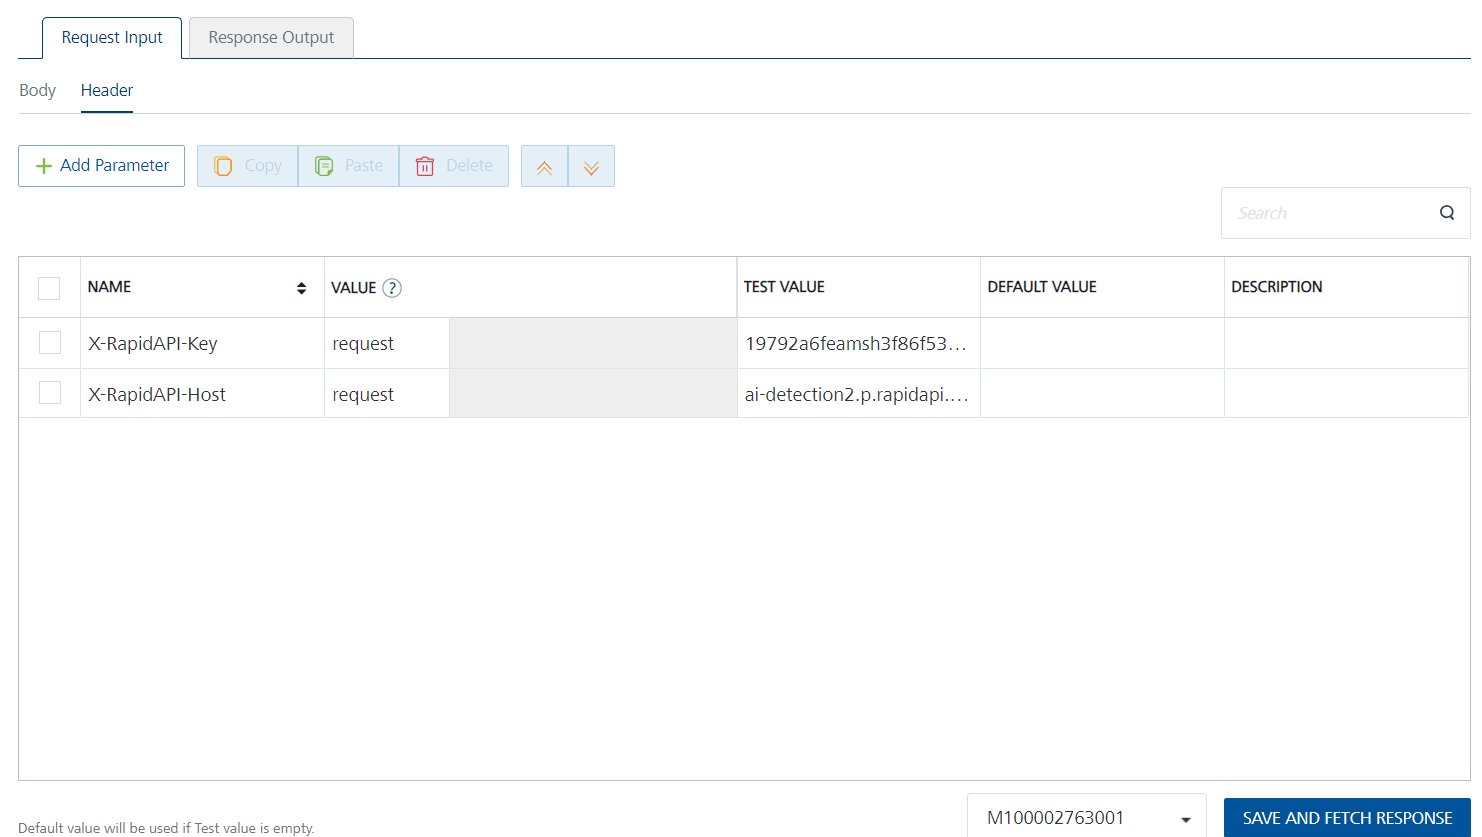 Request Input Response Output
Body Header
Add Parameter Copy Paste Delete
Search
NAME VALUE ? TEST VALUE DEFAULT VALUE DESCRIPTION
X-RapidAPI-Key request 19792a6feamsh3f86f53...
X-RapidAPI-Host request ai-detection2.p.rapidapi....
M100002763001 SAVE AND FETCH RESPONSE
Default value will be used if Test value is empty.